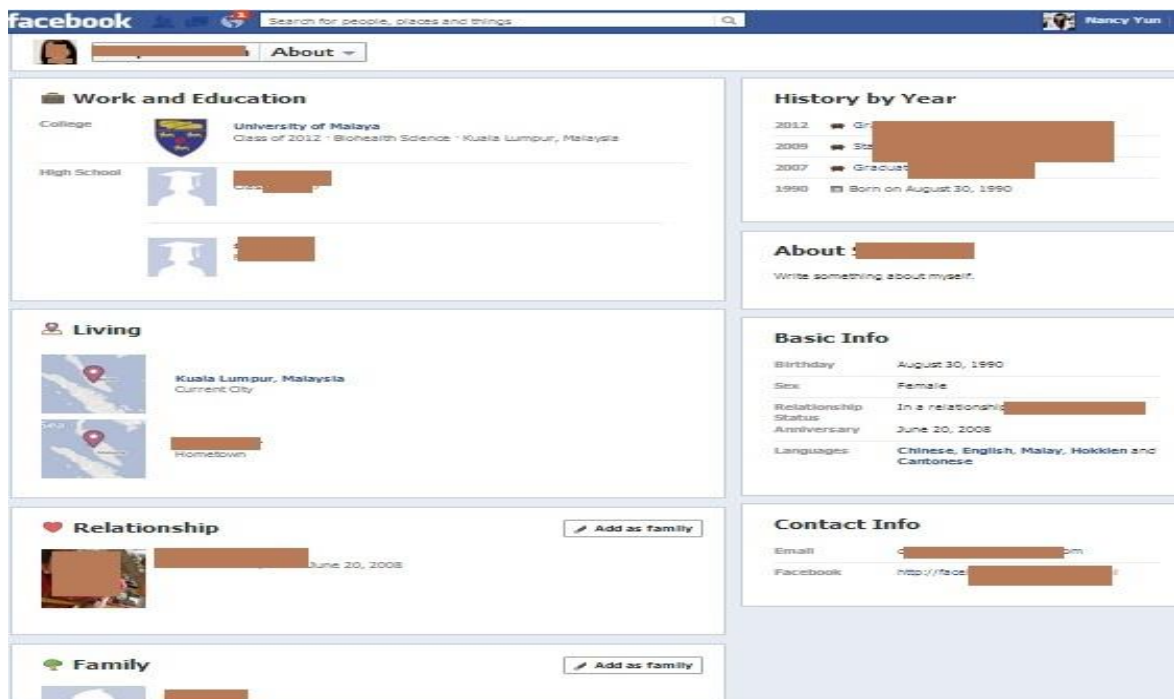 facebook
Search for people, places and things
Nancy Yun
About
Work and Education
College
University of Malaya
Class of 2012 · Biohealth Science · Kuala Lumpur, Malaysia
High School
Living
Kuala Lumpur, Malaysia
Current City
Hometown
Relationship
Add as family
June 20, 2008
Family
Add as family
History by Year
2012
2009
2007
1990 Born on August 30, 1990
About
Write something about myself.
Basic Info
Birthday August 30, 1990
Sex Female
Relationship In a relationship
Status
Anniversary June 20, 2008
Languages Chinese, English, Malay, Hokkien and
Cantonese
Contact Info
Email
Facebook